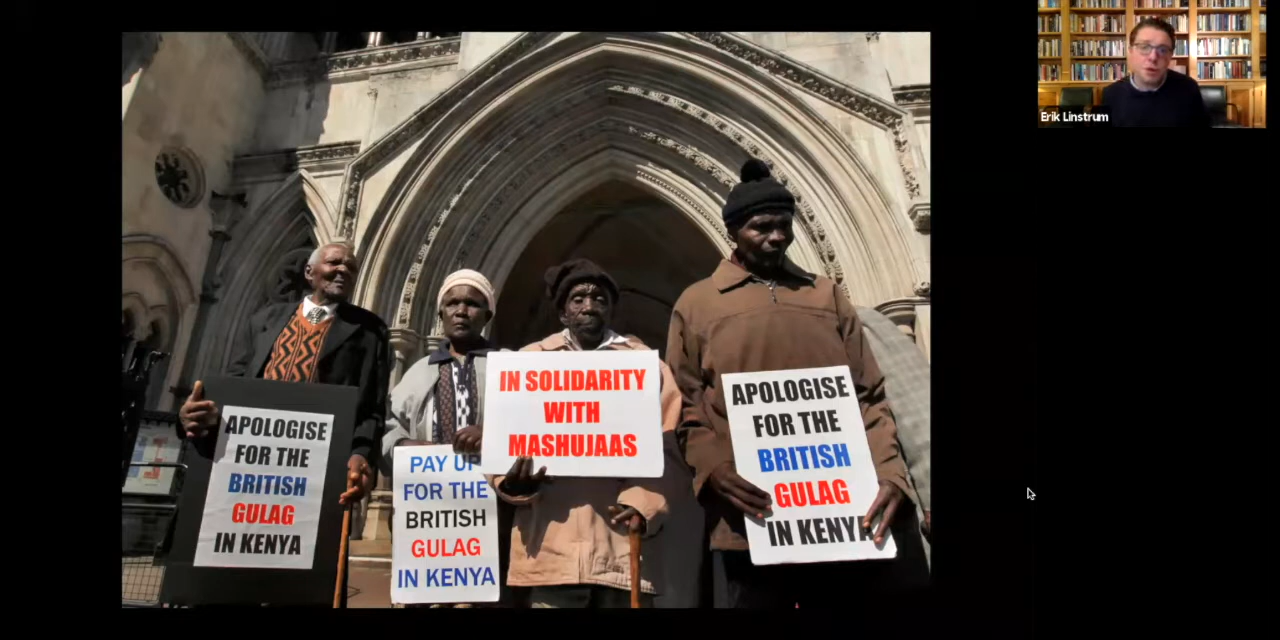 APOLOGISE
FOR THE
BRITISH
GULAG
IN KENYA
PAY UP
FOR THE
BRITISH
GULAG
IN KENYA
IN SOLIDARITY
WITH
MASHUJAAS
APOLOGISE
FOR THE
BRITISH
GULAG
IN KENYA
Erik Linstrum